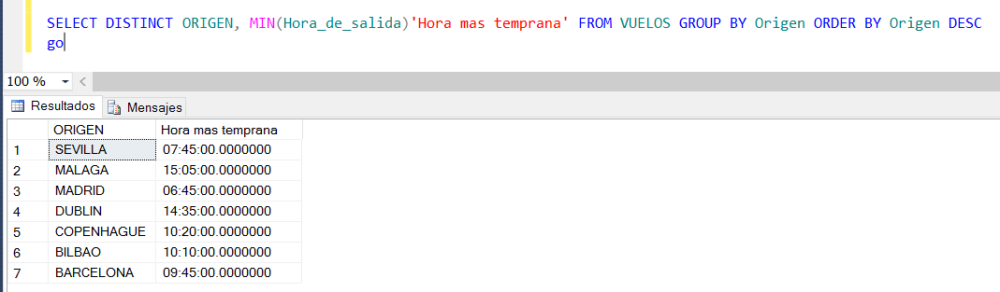 SELECT DISTINCT ORIGEN, MIN(Hora_de_salida)'Hora mas temprana' FROM VUELOS GROUP BY Origen ORDER BY Origen DESC
go
100 %
Resultados Mensajes
ORIGEN Hora mas temprana
1 SEVILLA 07:45:00.0000000
2 MALAGA 15:05:00.0000000
3 MADRID 06:45:00.0000000
4 DUBLIN 14:35:00.0000000
5 COPENHAGUE 10:20:00.0000000
6 BILBAO 10:10:00.0000000
7 BARCELONA 09:45:00.0000000